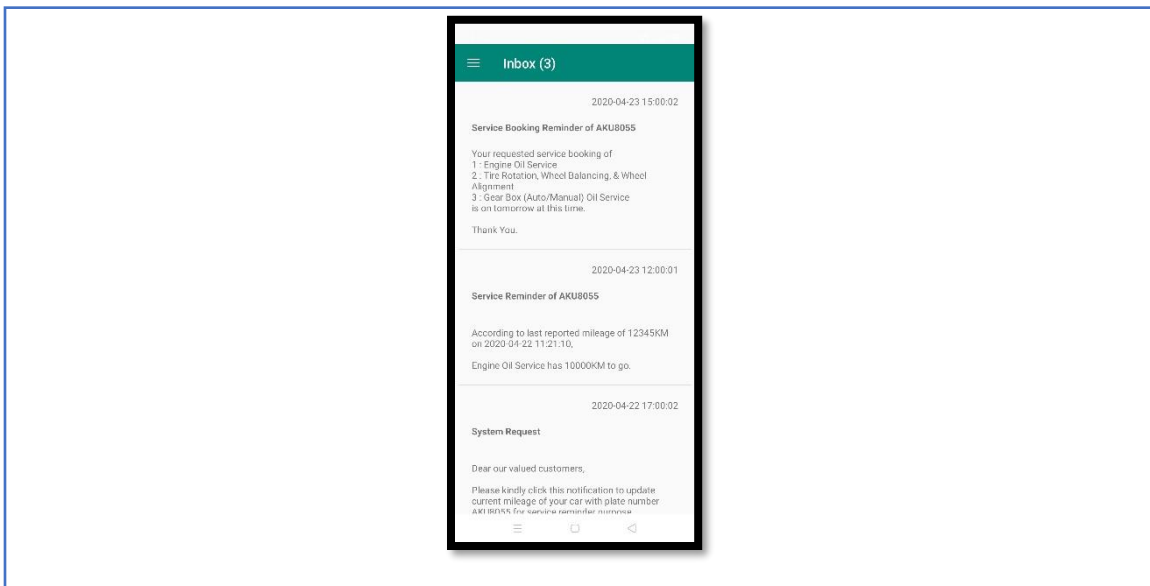 Inbox (3)
2020-04-23 15:00:02
Service Booking Reminder of AKU8055
Your requested service booking of
1 : Engine Oil Service
2 : Tire Rotation, Wheel Balancing, & Wheel
Alignment
3 : Gear Box (Auto/Manual) Oil Service
is on tomorrow at this time.
Thank You.
2020-04-23 12:00:01
Service Reminder of AKU8055
According to last reported mileage of 12345KM
on 2020-04-22 11:21:10,
Engine Oil Service has 10000KM to go.
2020-04-22 17:00:02
System Request
Dear our valued customers,
Please kindly click this notification to update
current mileage of your car with plate number
AKU8055 for service reminder purpose